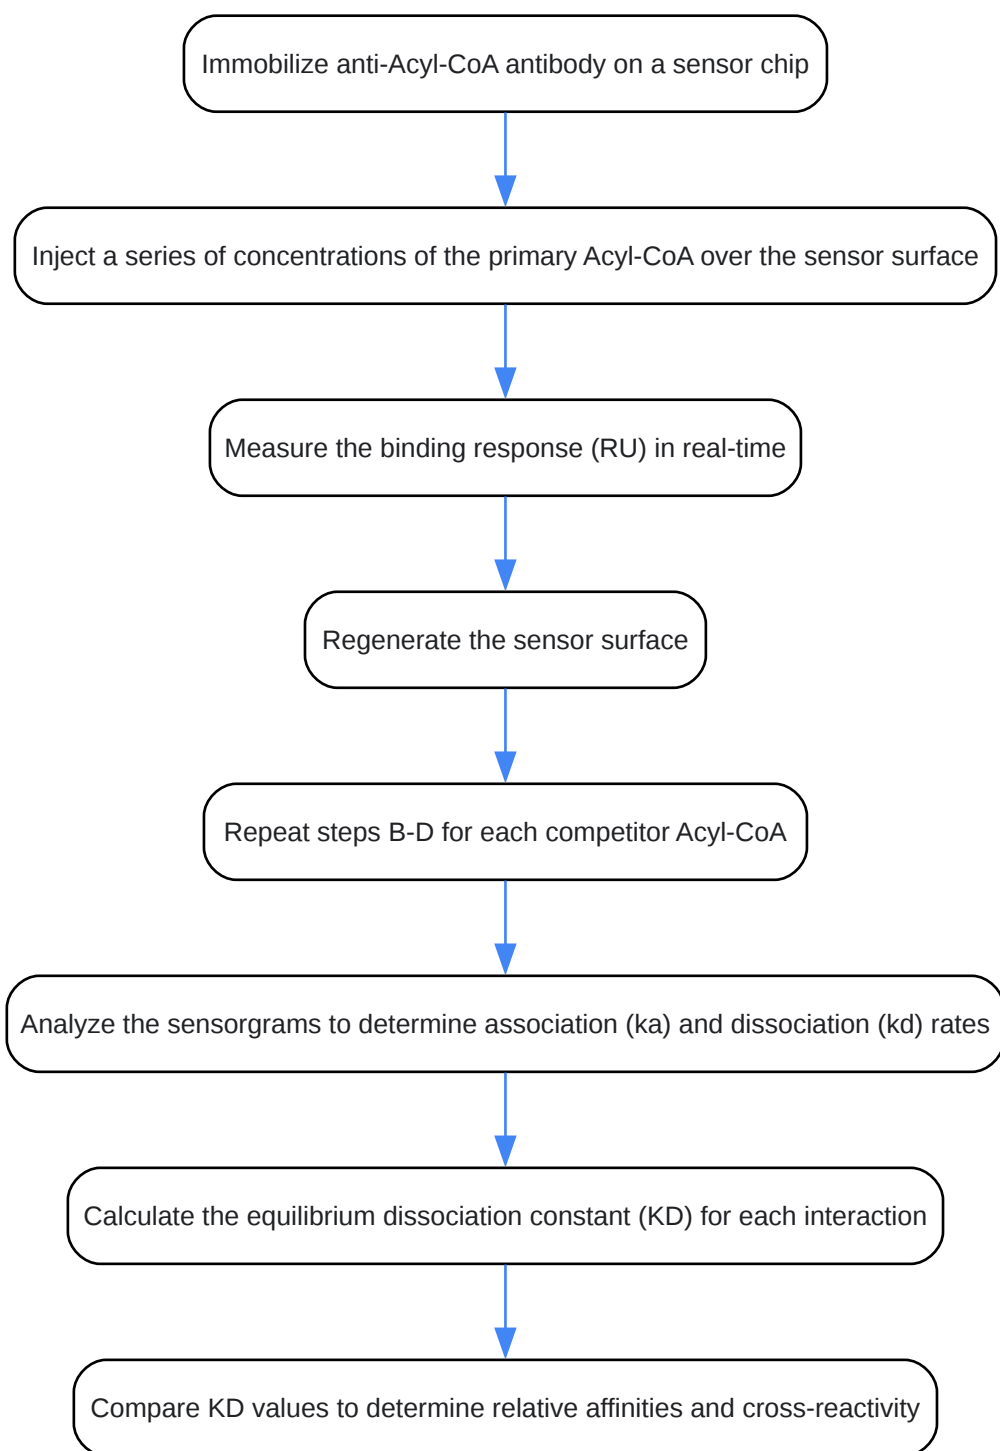 Immobilize anti-Acyl-CoA antibody on a sensor chip
Inject a series of concentrations of the primary Acyl-CoA over the sensor surface
Measure the binding response (RU) in real-time
Regenerate the sensor surface
Repeat steps B-D for each competitor Acyl-CoA
Analyze the sensorgrams to determine association (ka) and dissociation (kd) rates
Calculate the equilibrium dissociation constant (KD) for each interaction
Compare KD values to determine relative affinities and cross-reactivity